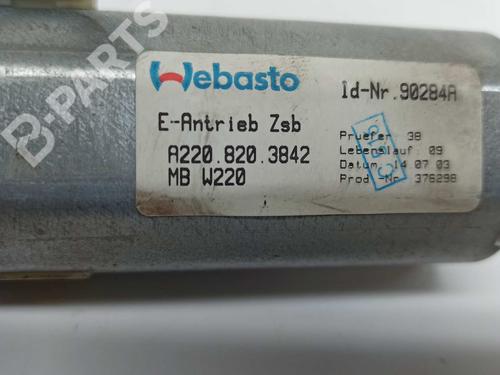 B-PARTS
Webasto
Id-Nr.90284A
E-Antrieb Zsb
A220.820.3842
MB W220
Pruefer 38
Lebenslauf 09
Datum 14 07 03
Prod.-Nr 376298